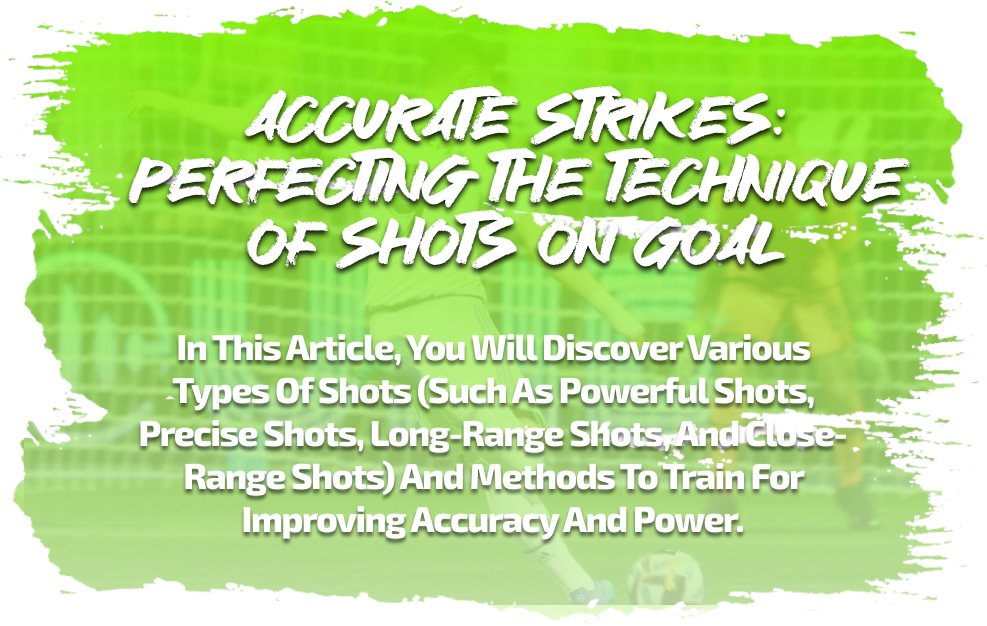 ACCURATE STRIKES:
PERFECTING THE TECHNIQUE
OF SHOTS ON GOAL
In This Article, You Will Discover Various
Types Of Shots (Such As Powerful Shots,
Precise Shots, Long-Range Shots, And Close-
Range Shots) And Methods To Train For
Improving Accuracy And Power.